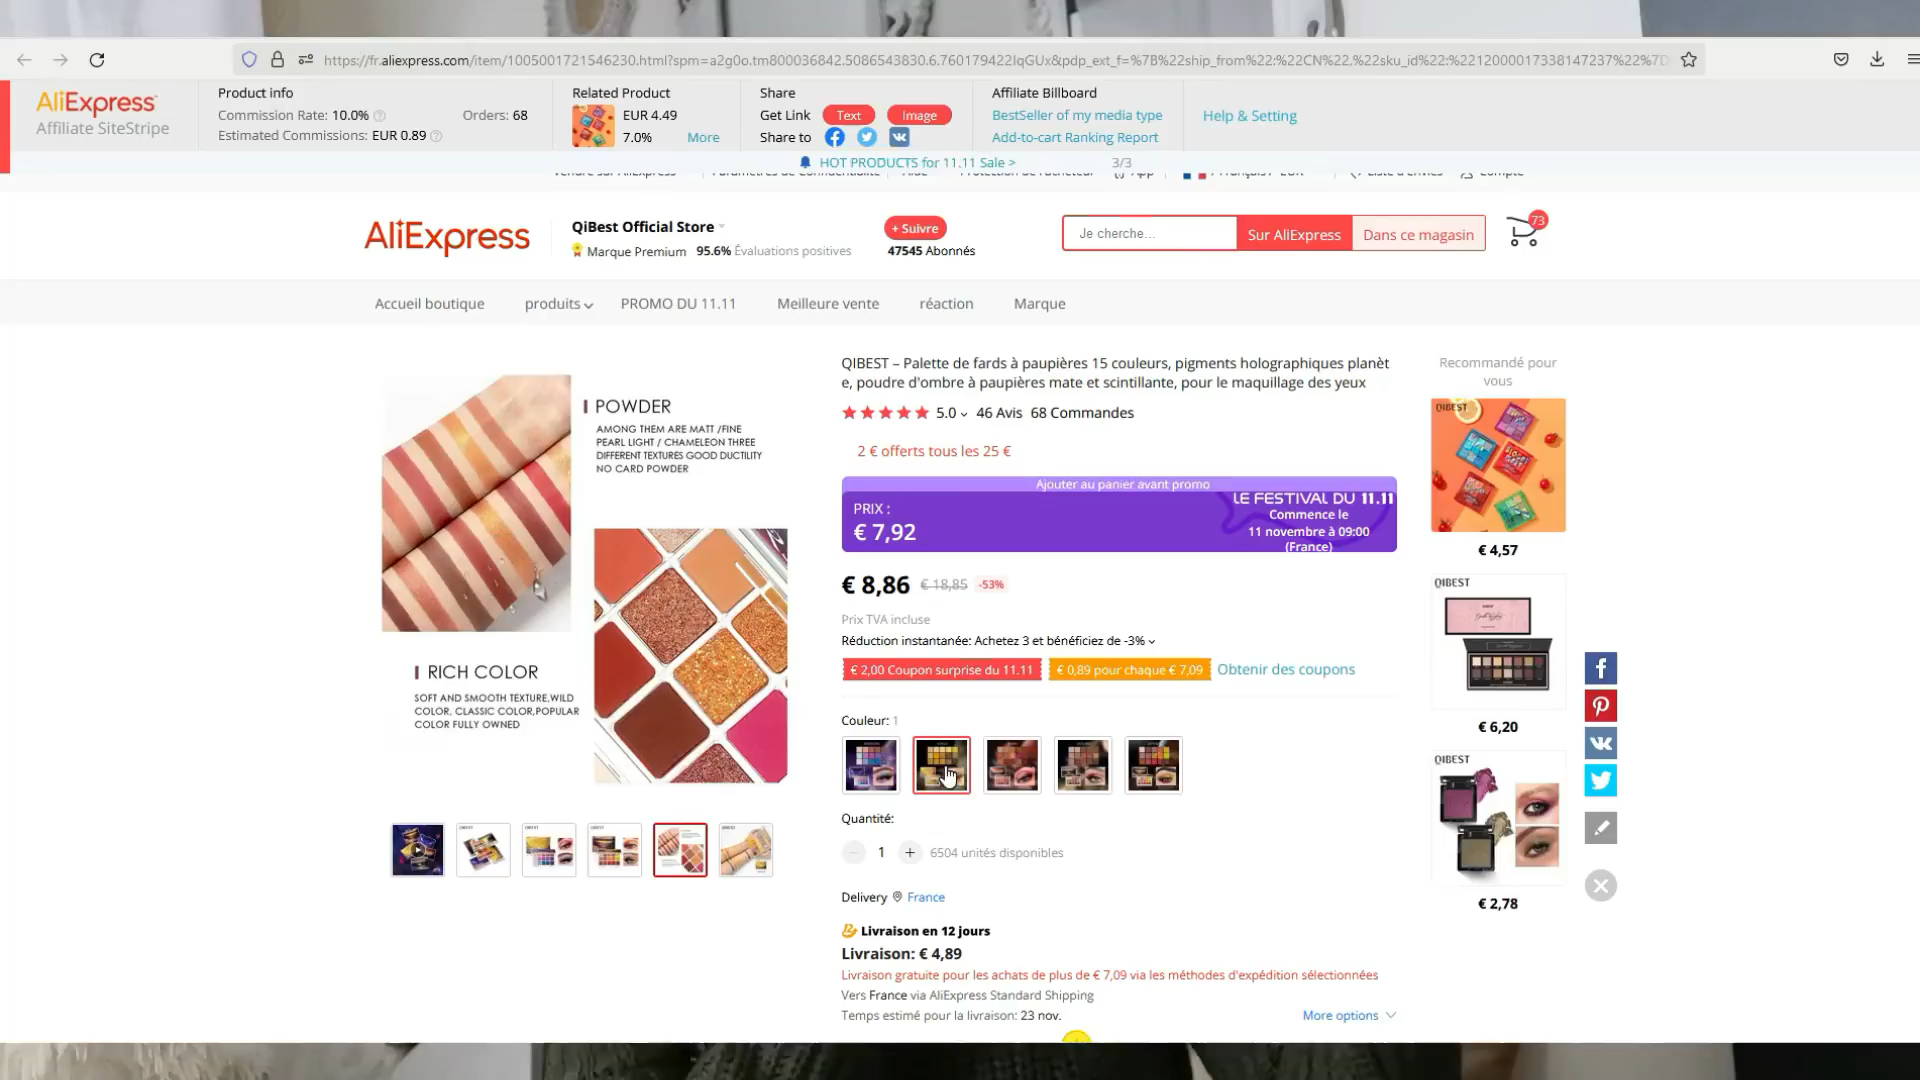 https://fr.aliexpress.com/item/1005001721546230.html?spm=a2g0o.tm800036842.5086543830.6.760179422IqGUx&pdp_ext_f=%7B%22ship_from%22:%22CN%22,%22sku_id%22:%2212000017338147237%22%7D
AliExpress
Affiliate SiteStripe
Product info
Commission Rate: 10.0%
Orders: 68
Estimated Commissions: EUR 0.89
Related Product
EUR 4.49
7.0%
More
Share
Get Link Text Image
Share to
Affiliate Billboard
BestSeller of my media type
Add-to-cart Ranking Report
Help & Setting
HOT PRODUCTS for 11.11 Sale >
3/3
AliExpress
QiBest Official Store
Marque Premium 95.6% Évaluations positives
+ Suivre
47545 Abonnés
Je cherche...
Sur AliExpress
Dans ce magasin
73
Accueil boutique
produits
PROMO DU 11.11
Meilleure vente
réaction
Marque
POWDER
AMONG THEM ARE MATT /FINE
PEARL LIGHT / CHAMELEON THREE
DIFFERENT TEXTURES GOOD DUCTILITY
NO CARD POWDER
RICH COLOR
SOFT AND SMOOTH TEXTURE,WILD
COLOR, CLASSIC COLOR,POPULAR
COLOR FULLY OWNED
QIBEST – Palette de fards à paupières 15 couleurs, pigments holographiques planèt
e, poudre d'ombre à paupières mate et scintillante, pour le maquillage des yeux
5.0 46 Avis 68 Commandes
2 € offerts tous les 25 €
Ajouter au panier avant promo
PRIX :
€ 7,92
LE FESTIVAL DU 11.11
Commence le
11 novembre à 09:00
(France)
€ 8,86 € 18,85 -53%
Prix TVA incluse
Réduction instantanée: Achetez 3 et bénéficiez de -3%
€ 2,00 Coupon surprise du 11.11
€ 0,89 pour chaque € 7,09
Obtenir des coupons
Couleur: 1
Quantité:
1
6504 unités disponibles
Delivery France
Livraison en 12 jours
Livraison: € 4,89
Livraison gratuite pour les achats de plus de € 7,09 via les méthodes d'expédition sélectionnées
Vers France via AliExpress Standard Shipping
Temps estimé pour la livraison: 23 nov.
More options
Recommandé pour
vous
QIBEST
€ 4,57
QIBEST
€ 6,20
QIBEST
€ 2,78